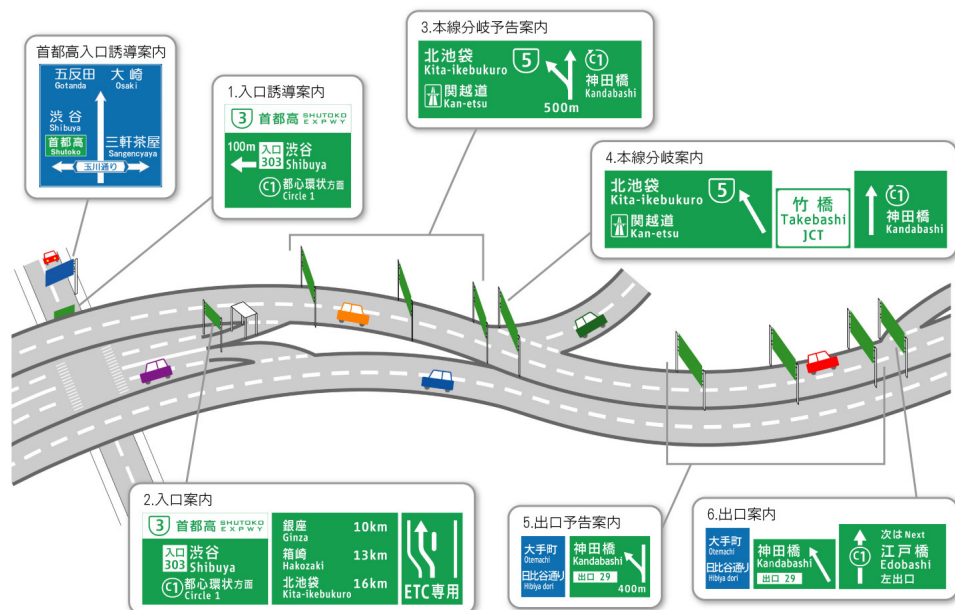 首都高入口誘導案内
五反田 大崎
Gotanda Osaki
渋谷
Shibuya
首都高
Shutoko
三軒茶屋
Sangencyaya
玉川通り
1.入口誘導案内
3 首都高 SHUTOKO EXPWY
100m 入口 303 渋谷
Shibuya
C1 都心環状方面
Circle 1
3.本線分岐予告案内
北池袋
Kita-ikebukuro
関越道
Kan-etsu
5
C1
神田橋
Kandabashi
500m
4.本線分岐案内
北池袋
Kita-ikebukuro
関越道
Kan-etsu
5
竹橋
Takebashi
JCT
C1
神田橋
Kandabashi
2.入口案内
3 首都高 SHUTOKO EXPWY
入口 303 渋谷
Shibuya
C1 都心環状方面
Circle 1
銀座 10km
Ginza
箱崎 13km
Hakozaki
北池袋 16km
Kita-ikebukuro
ETC専用
5.出口予告案内
大手町
Otemachi
日比谷通り
Hibiya dori
神田橋
Kandabashi
出口 29
400m
6.出口案内
大手町
Otemachi
日比谷通り
Hibiya dori
神田橋
Kandabashi
出口 29
C1
次は Next
江戸橋
Edobashi
左出口